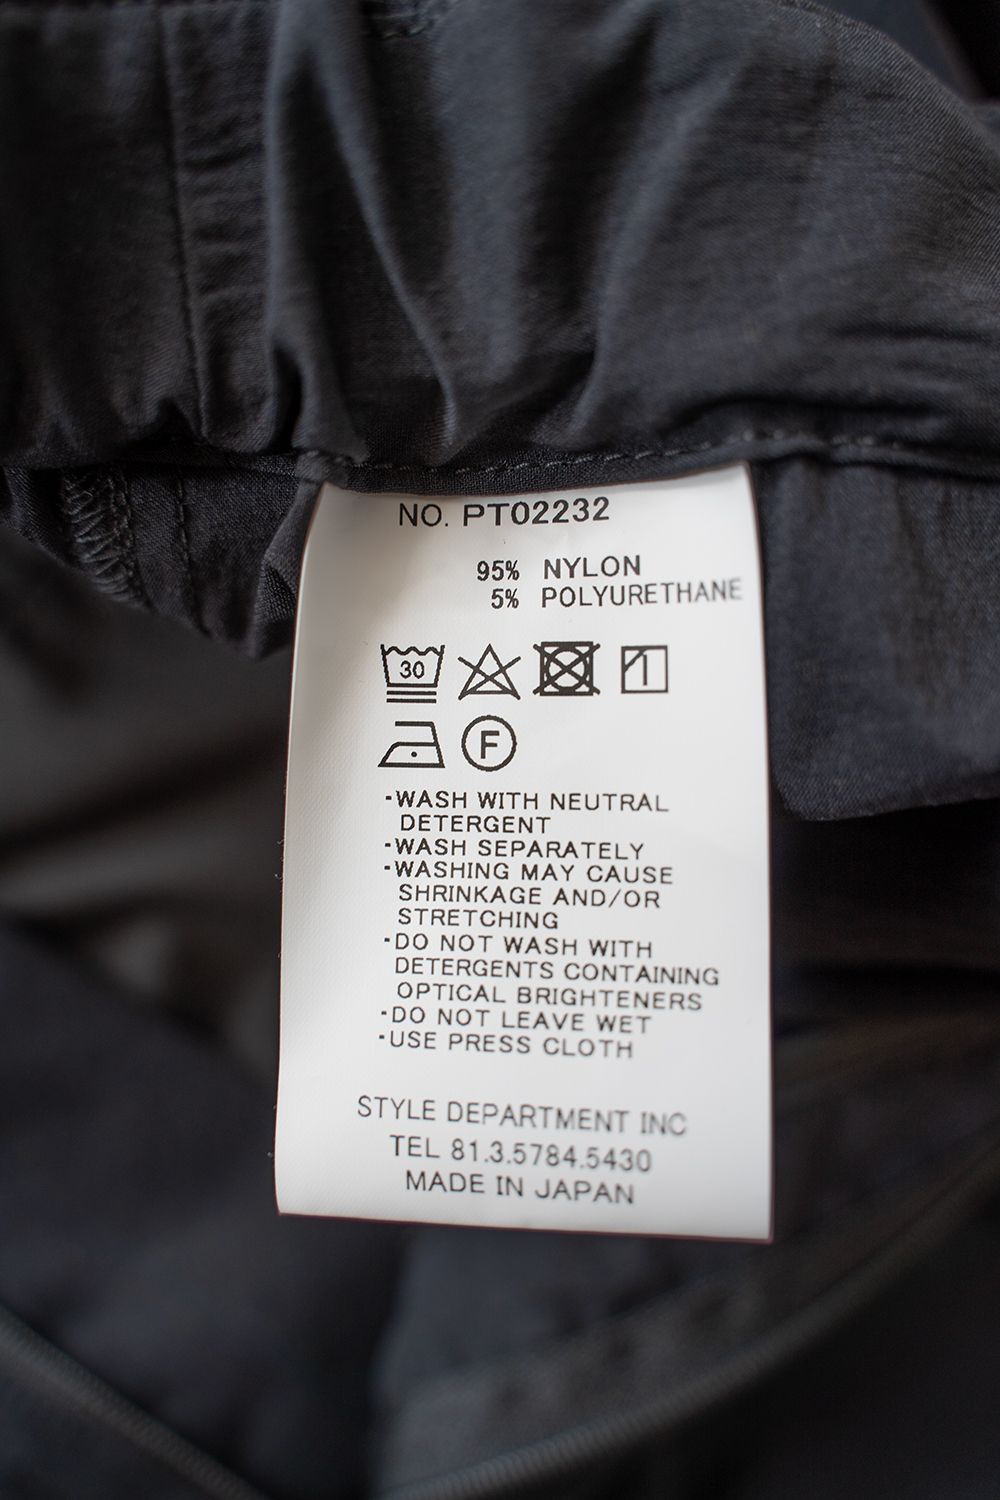 NO. PT02232
95% NYLON
5% POLYURETHANE
30
F
-WASH WITH NEUTRAL
DETERGENT
-WASH SEPARATELY
-WASHING MAY CAUSE
SHRINKAGE AND/OR
STRETCHING
-DO NOT WASH WITH
DETERGENTS CONTAINING
OPTICAL BRIGHTENERS
-DO NOT LEAVE WET
-USE PRESS CLOTH
STYLE DEPARTMENT INC
TEL 81.3.5784.5430
MADE IN JAPAN